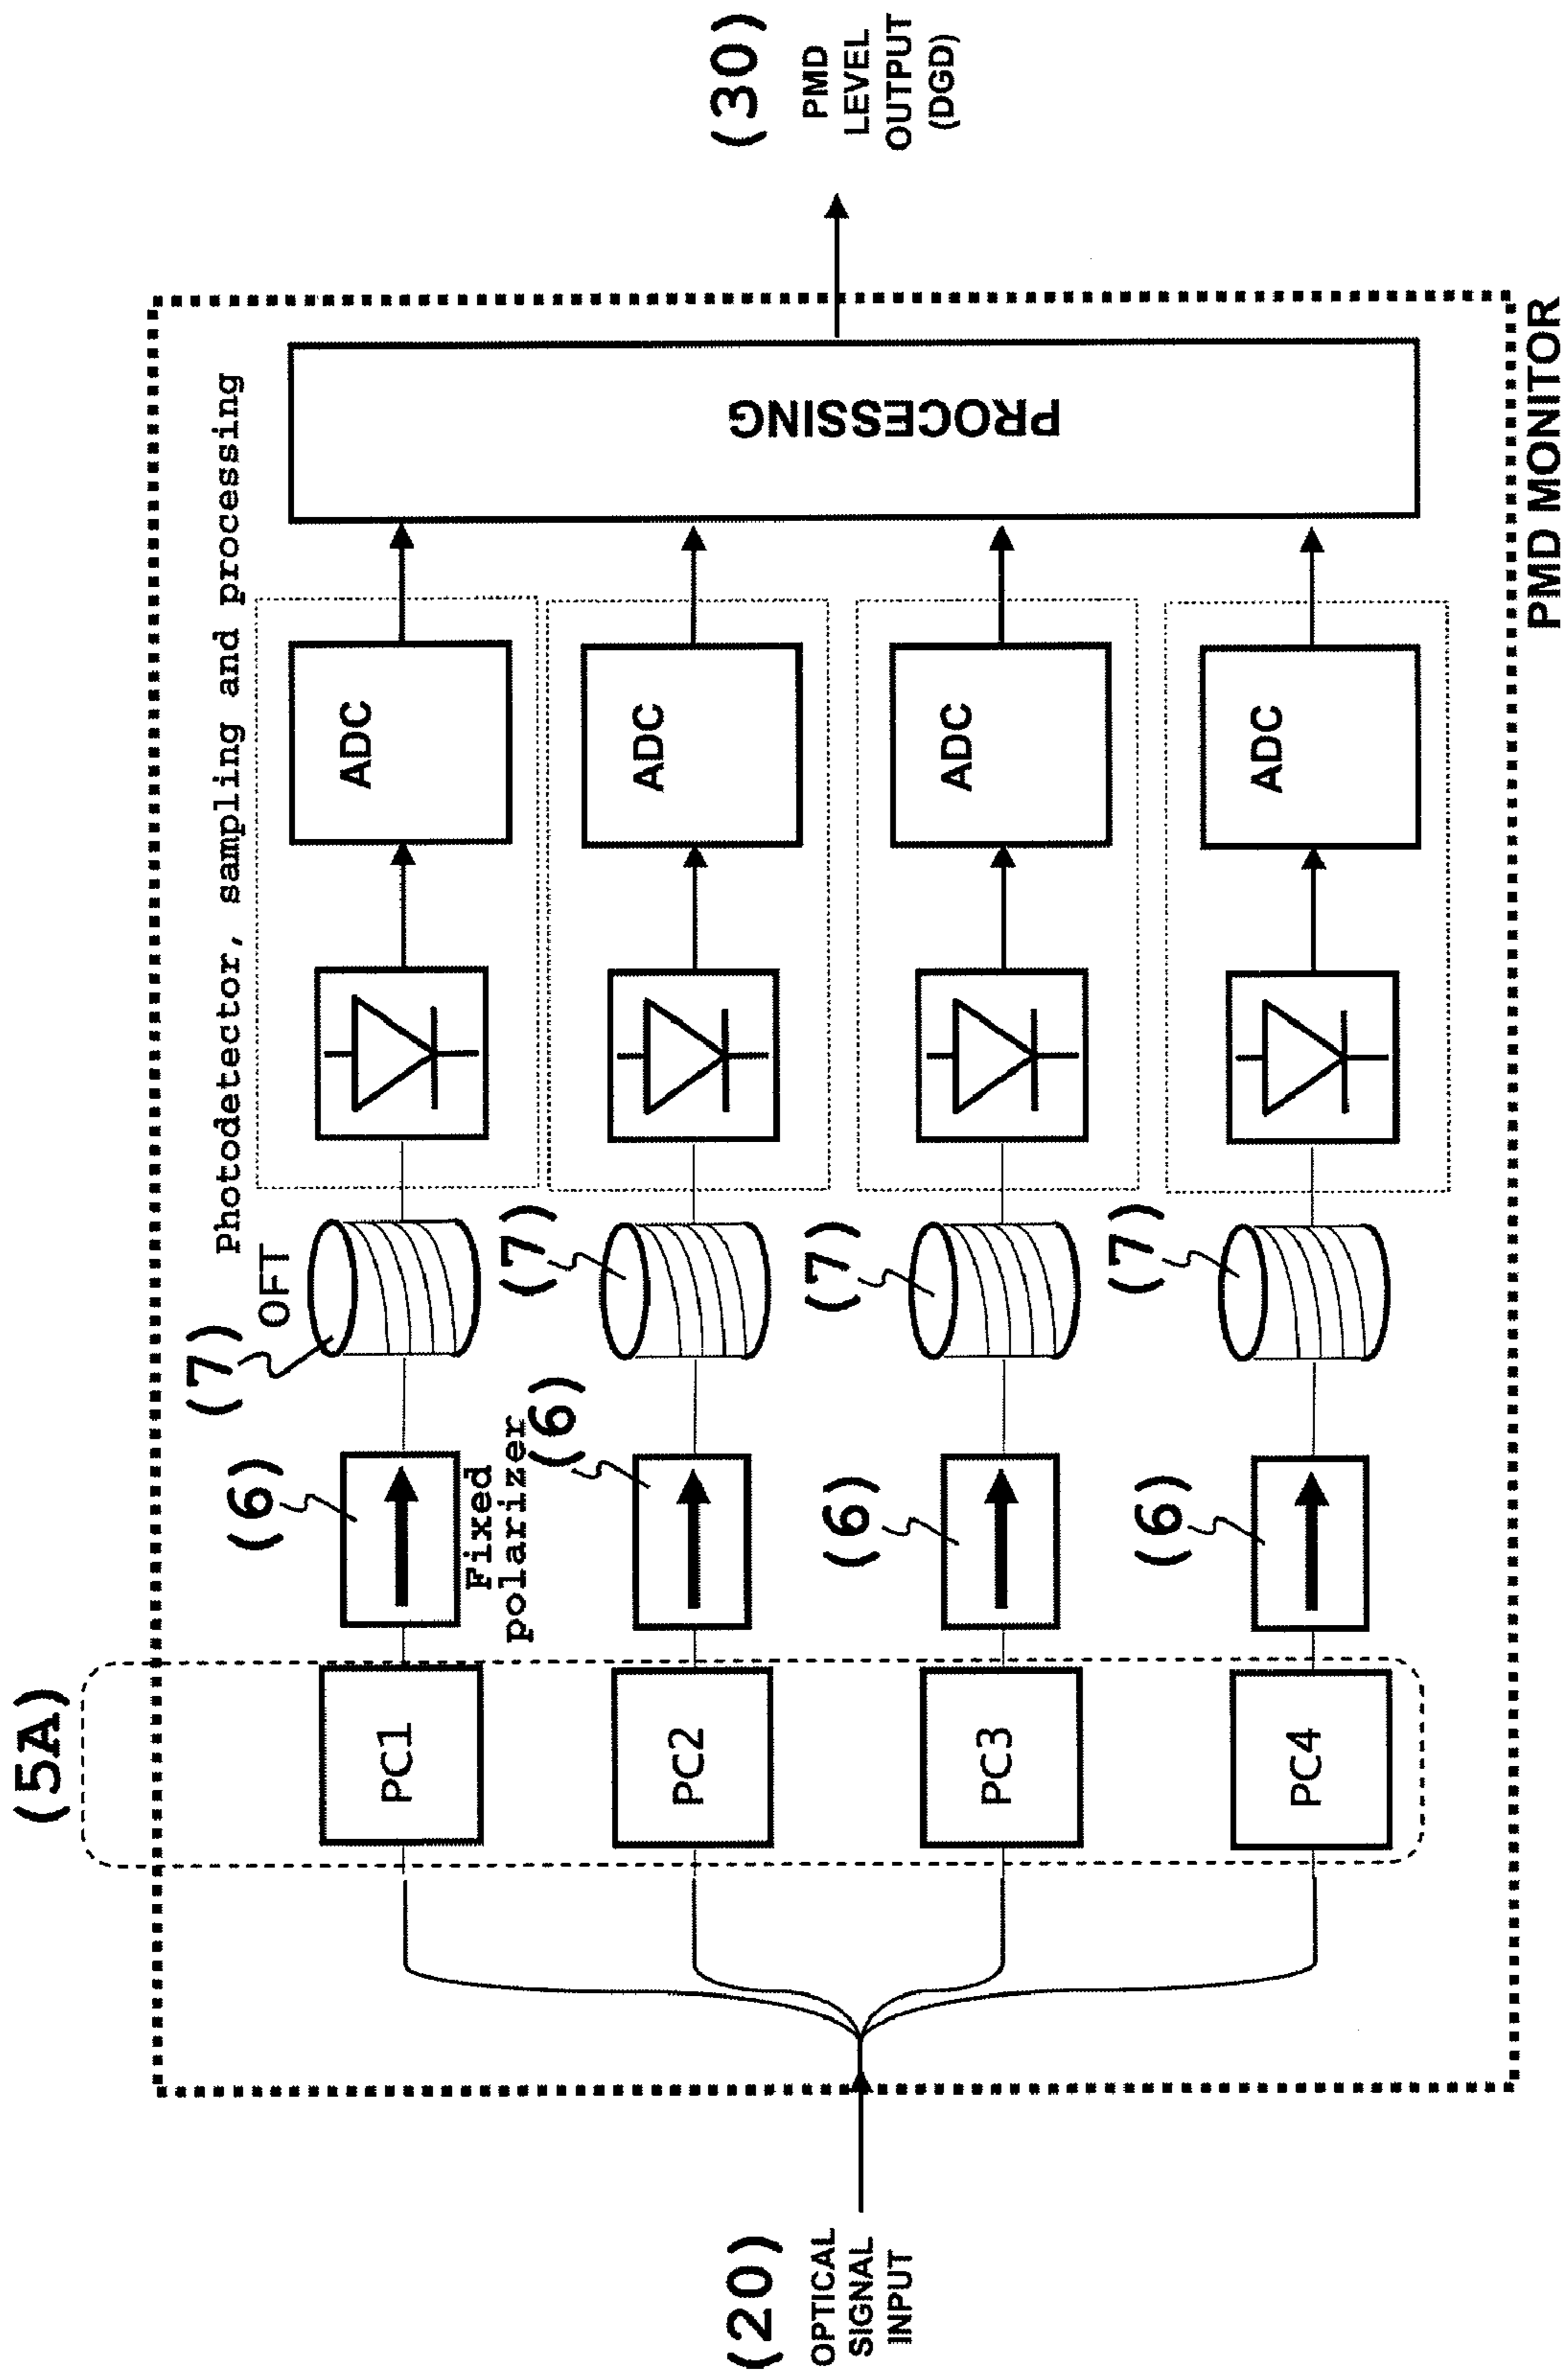 (20)
OPTICAL
SIGNAL
INPUT
(5A)
PC1
PC2
PC3
PC4
(6)
Fixed
polarizer
(6)
(6)
(6)
(7)
OFT
(7)
(7)
(7)
Photodetector, sampling and processing
ADC
ADC
ADC
ADC
PROCESSING
PMD MONITOR
(30)
PMD
LEVEL
OUTPUT
(DGD)